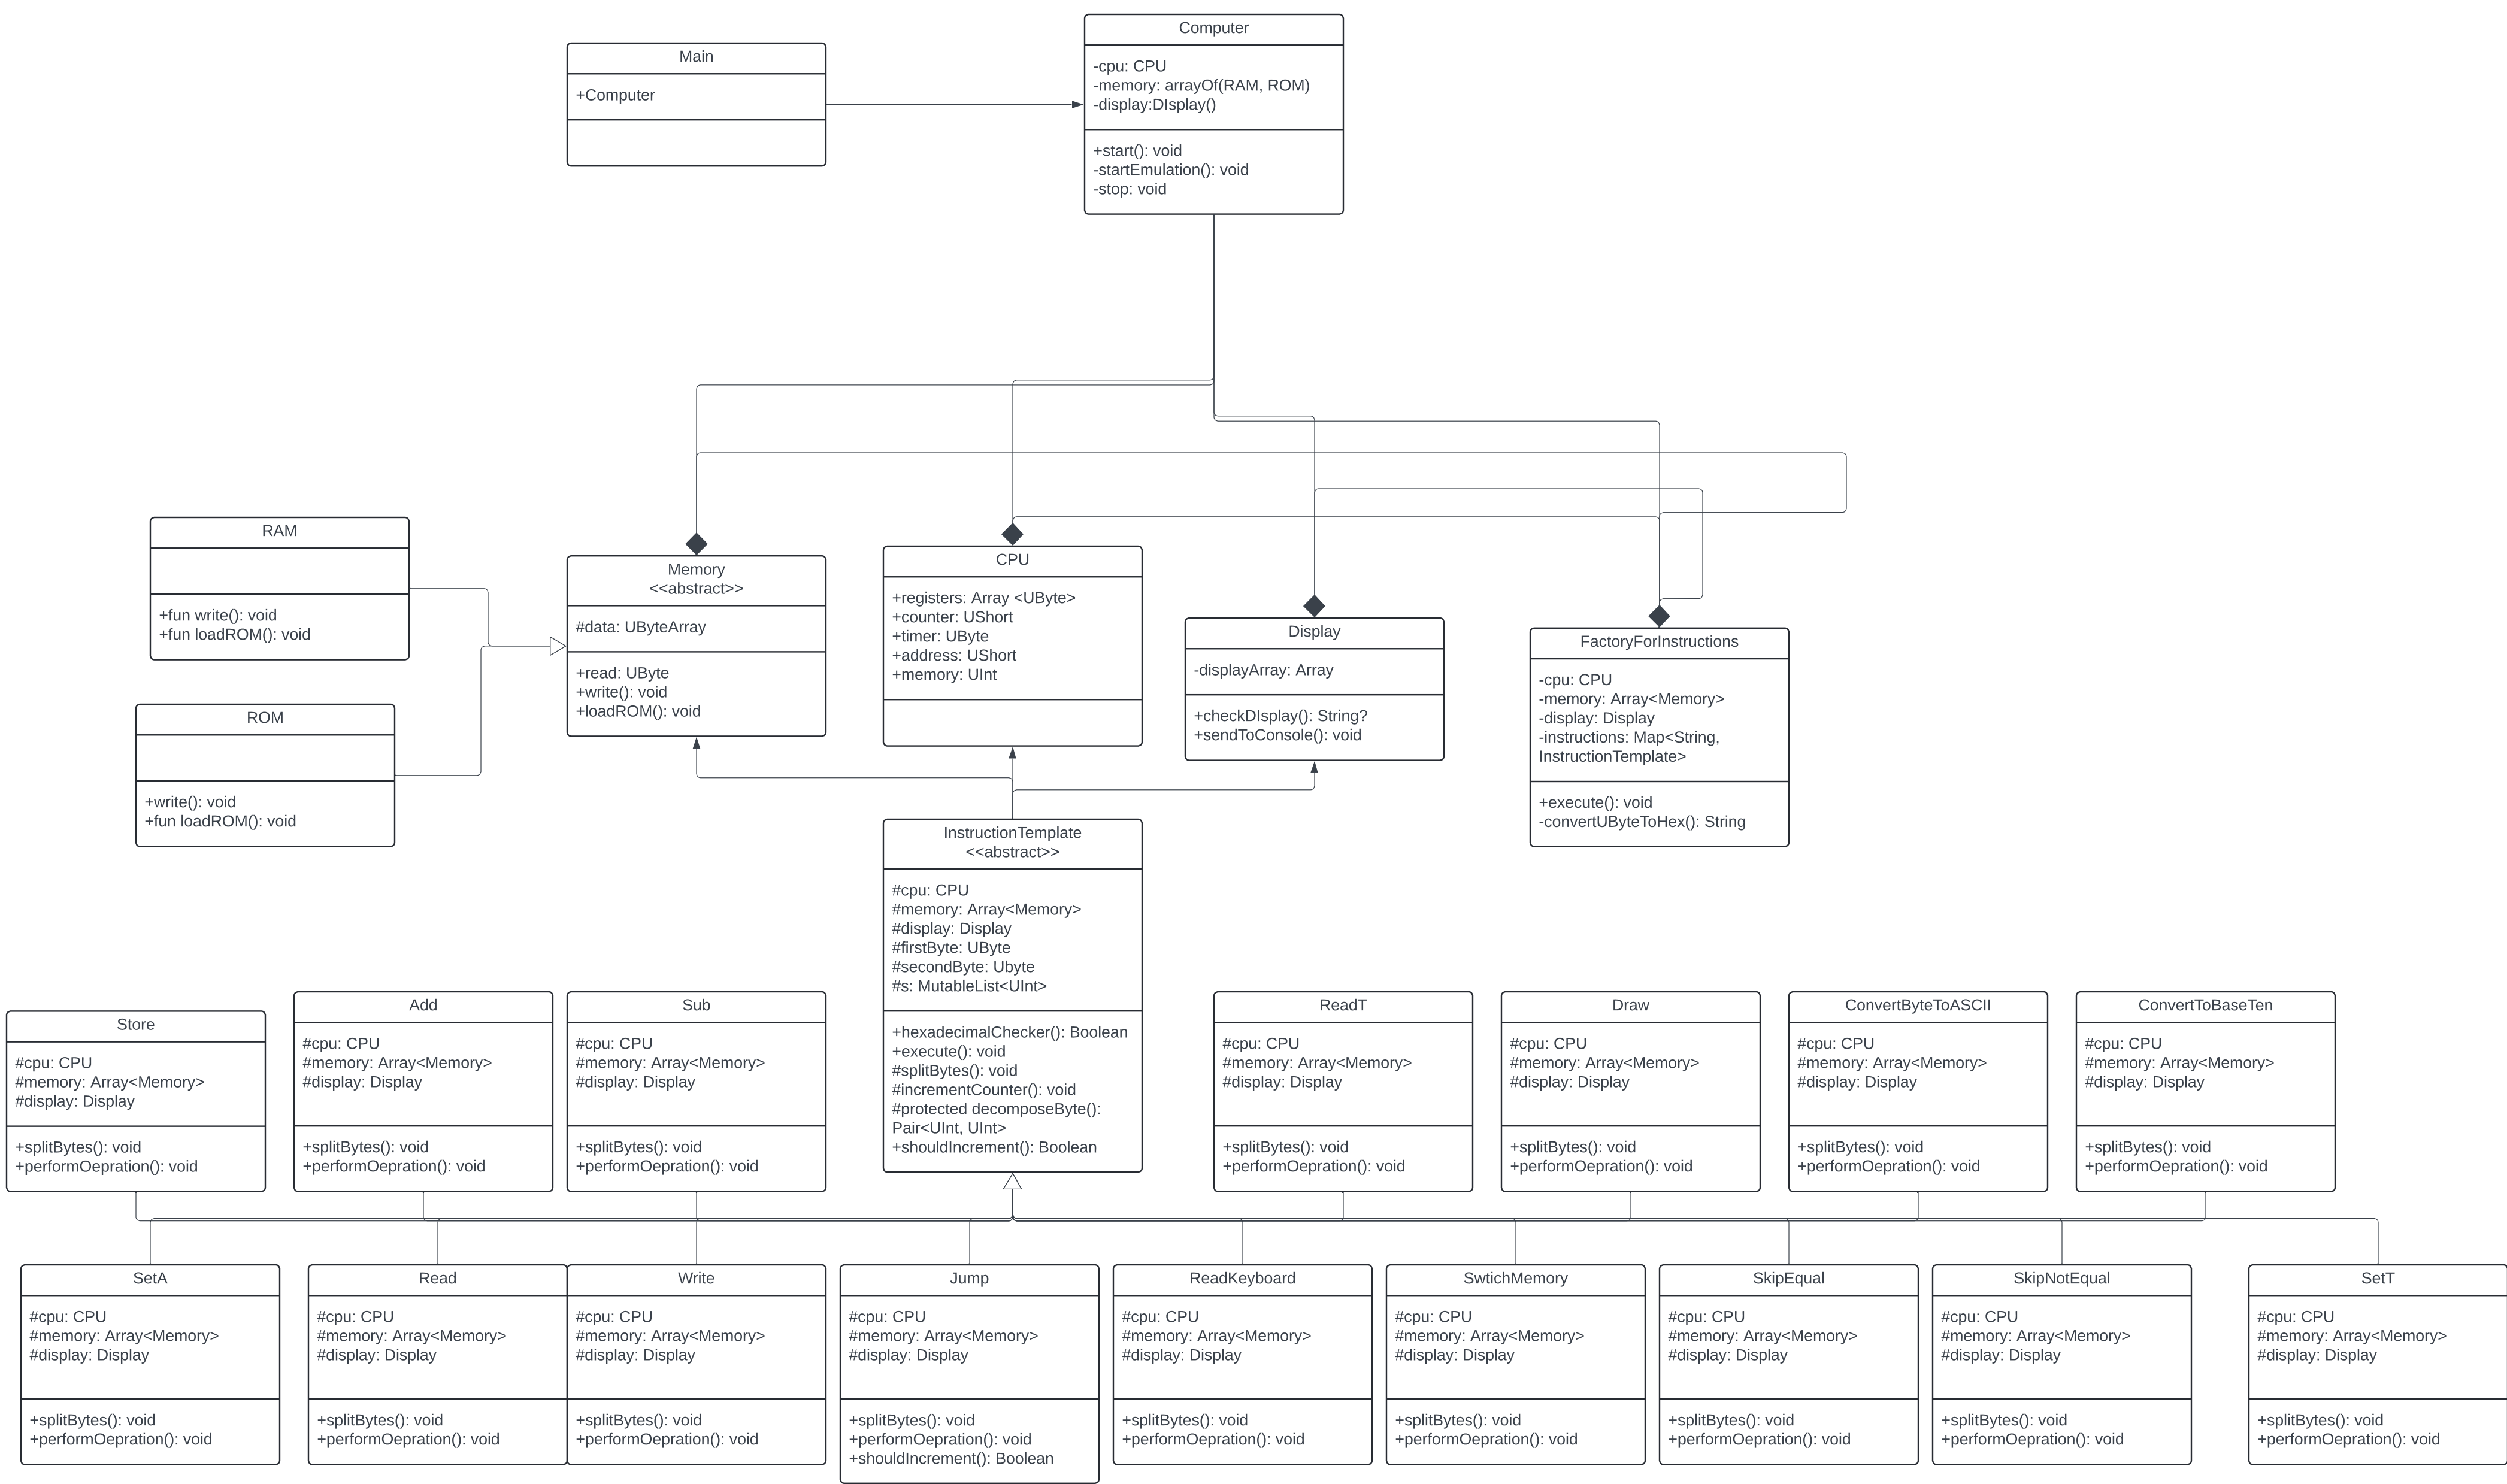 Computer
-cpu: CPU
-memory: arrayOf(RAM, ROM)
-display:DIsplay()
+start(): void
-startEmulation(): void
-stop: void
Main
+Computer
RAM
+fun write(): void
+fun loadROM(): void
ROM
+write(): void
+fun loadROM(): void
Memory
<<abstract>>
#data: UByteArray
+read: UByte
+write(): void
+loadROM(): void
CPU
+registers: Array <UByte>
+counter: UShort
+timer: UByte
+address: UShort
+memory: UInt
Display
-displayArray: Array
+checkDIsplay(): String?
+sendToConsole(): void
FactoryForInstructions
-cpu: CPU
-memory: Array<Memory>
-display: Display
-instructions: Map<String,
InstructionTemplate>
+execute(): void
-convertUByteToHex(): String
InstructionTemplate
<<abstract>>
#cpu: CPU
#memory: Array<Memory>
#display: Display
#firstByte: UByte
#secondByte: Ubyte
#s: MutableList<UInt>
+hexadecimalChecker(): Boolean
+execute(): void
#splitBytes(): void
#incrementCounter(): void
#protected decomposeByte():
Pair<UInt, UInt>
+shouldIncrement(): Boolean
Store
#cpu: CPU
#memory: Array<Memory>
#display: Display
+splitBytes(): void
+performOepration(): void
Add
#cpu: CPU
#memory: Array<Memory>
#display: Display
+splitBytes(): void
+performOepration(): void
Sub
#cpu: CPU
#memory: Array<Memory>
#display: Display
+splitBytes(): void
+performOepration(): void
ReadT
#cpu: CPU
#memory: Array<Memory>
#display: Display
+splitBytes(): void
+performOepration(): void
Draw
#cpu: CPU
#memory: Array<Memory>
#display: Display
+splitBytes(): void
+performOepration(): void
ConvertByteToASCII
#cpu: CPU
#memory: Array<Memory>
#display: Display
+splitBytes(): void
+performOepration(): void
ConvertToBaseTen
#cpu: CPU
#memory: Array<Memory>
#display: Display
+splitBytes(): void
+performOepration(): void
SetA
#cpu: CPU
#memory: Array<Memory>
#display: Display
+splitBytes(): void
+performOepration(): void
Read
#cpu: CPU
#memory: Array<Memory>
#display: Display
+splitBytes(): void
+performOepration(): void
Write
#cpu: CPU
#memory: Array<Memory>
#display: Display
+splitBytes(): void
+performOepration(): void
Jump
#cpu: CPU
#memory: Array<Memory>
#display: Display
+splitBytes(): void
+performOepration(): void
+shouldIncrement(): Boolean
ReadKeyboard
#cpu: CPU
#memory: Array<Memory>
#display: Display
+splitBytes(): void
+performOepration(): void
SwtichMemory
#cpu: CPU
#memory: Array<Memory>
#display: Display
+splitBytes(): void
+performOepration(): void
SkipEqual
#cpu: CPU
#memory: Array<Memory>
#display: Display
+splitBytes(): void
+performOepration(): void
SkipNotEqual
#cpu: CPU
#memory: Array<Memory>
#display: Display
+splitBytes(): void
+performOepration(): void
SetT
#cpu: CPU
#memory: Array<Memory>
#display: Display
+splitBytes(): void
+performOepration(): void